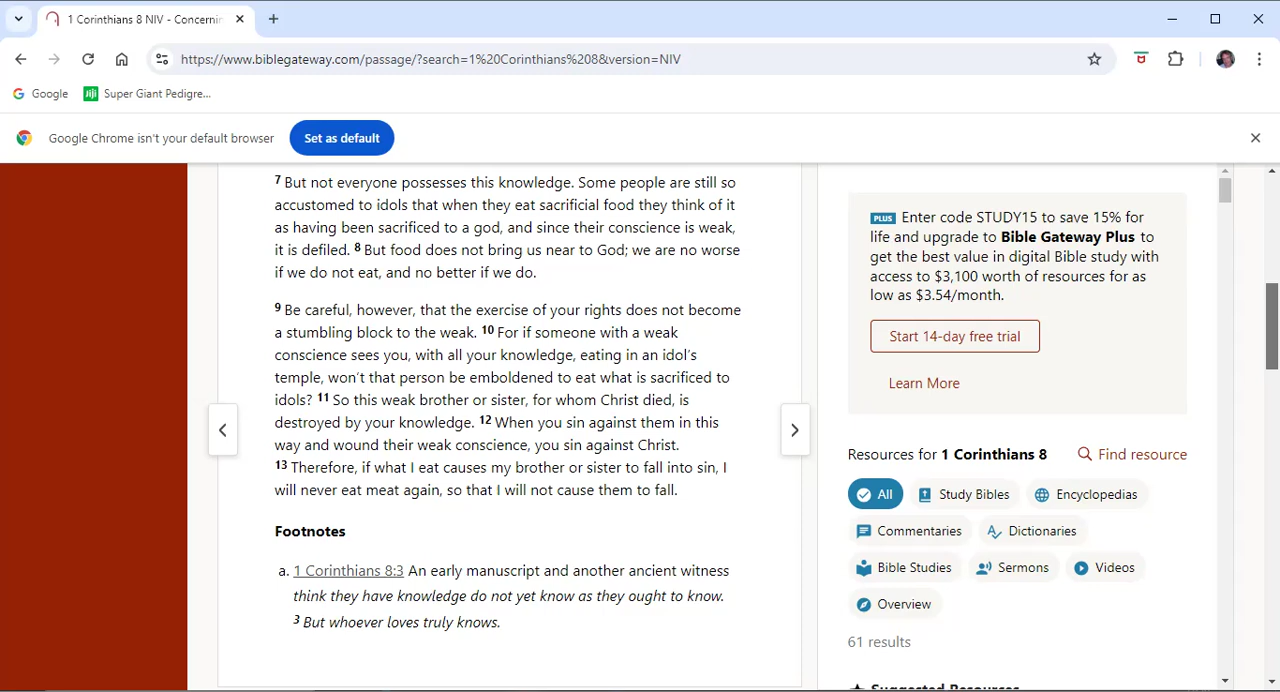 1 Corinthians 8 NIV - Concernin
https://www.biblegateway.com/passage/?search=1%20Corinthians%208&version=NIV
Google
Jiji
Super Giant Pedigre...
Google Chrome isn't your default browser
Set as default
7 But not everyone possesses this knowledge. Some people are still so
accustomed to idols that when they eat sacrificial food they think of it
as having been sacrificed to a god, and since their conscience is weak,
it is defiled. 8 But food does not bring us near to God; we are no worse
if we do not eat, and no better if we do.
9 Be careful, however, that the exercise of your rights does not become
a stumbling block to the weak. 10 For if someone with a weak
conscience sees you, with all your knowledge, eating in an idol's
temple, won't that person be emboldened to eat what is sacrificed to
idols? 11 So this weak brother or sister, for whom Christ died, is
destroyed by your knowledge. 12 When you sin against them in this
way and wound their weak conscience, you sin against Christ.
13 Therefore, if what I eat causes my brother or sister to fall into sin, I
will never eat meat again, so that I will not cause them to fall.
Footnotes
a. 1 Corinthians 8:3 An early manuscript and another ancient witness
think they have knowledge do not yet know as they ought to know.
3 But whoever loves truly knows.
PLUS Enter code STUDY15 to save 15% for
life and upgrade to Bible Gateway Plus to
get the best value in digital Bible study with
access to $3,100 worth of resources for as
low as $3.54/month.
Start 14-day free trial
Learn More
Resources for 1 Corinthians 8
Find resource
All
Study Bibles
Encyclopedias
Commentaries
Dictionaries
Bible Studies
Sermons
Videos
Overview
61 results
Suggested Resources